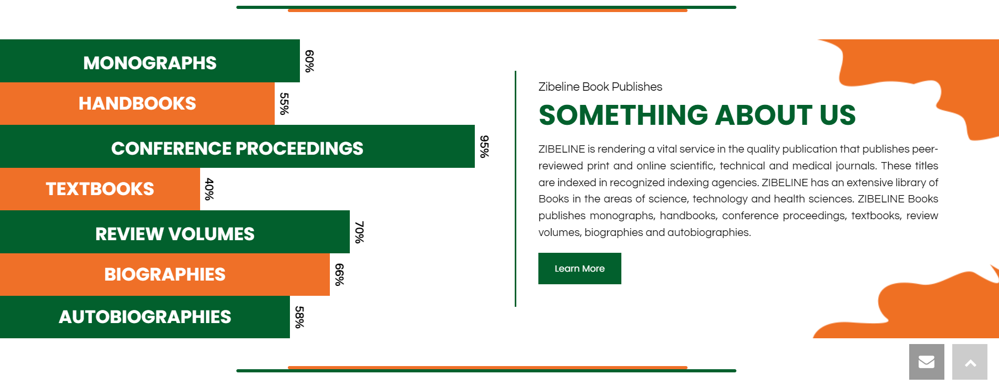 MONOGRAPHS
60%
HANDBOOKS
55%
CONFERENCE PROCEEDINGS
95%
TEXTBOOKS
40%
REVIEW VOLUMES
70%
BIOGRAPHIES
66%
AUTOBIOGRAPHIES
58%
Zibeline Book Publishes
SOMETHING ABOUT US
ZIBELINE is rendering a vital service in the quality publication that publishes peer-
reviewed print and online scientific, technical and medical journals. These titles
are indexed in recognized indexing agencies. ZIBELINE has an extensive library of
Books in the areas of science, technology and health sciences. ZIBELINE Books
publishes monographs, handbooks, conference proceedings, textbooks, review
volumes, biographies and autobiographies.
Learn More